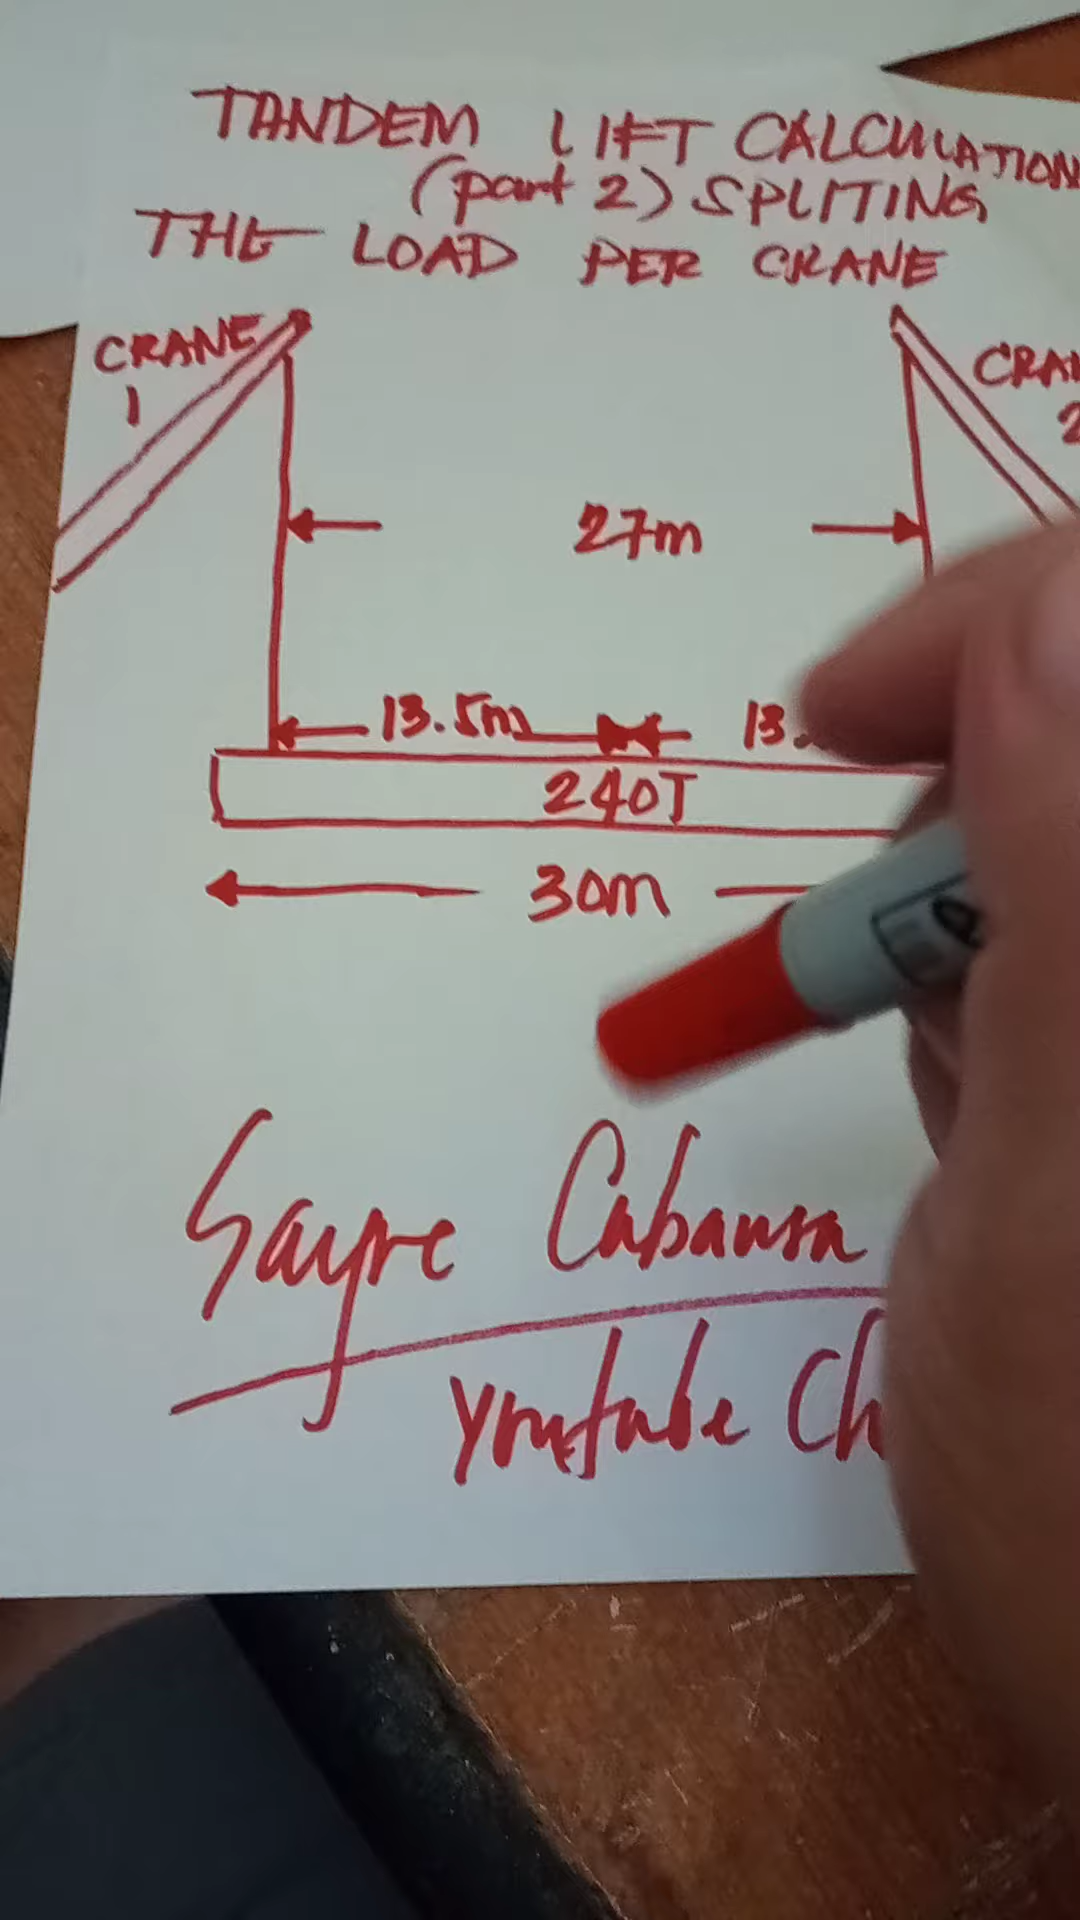 TANDEM LIFT CALCULATION
(part 2) SPLITING
THE LOAD PER CRANE
CRANE
1
2
27m
13.5m
240T
30m
Sayre Cabansa
youtube